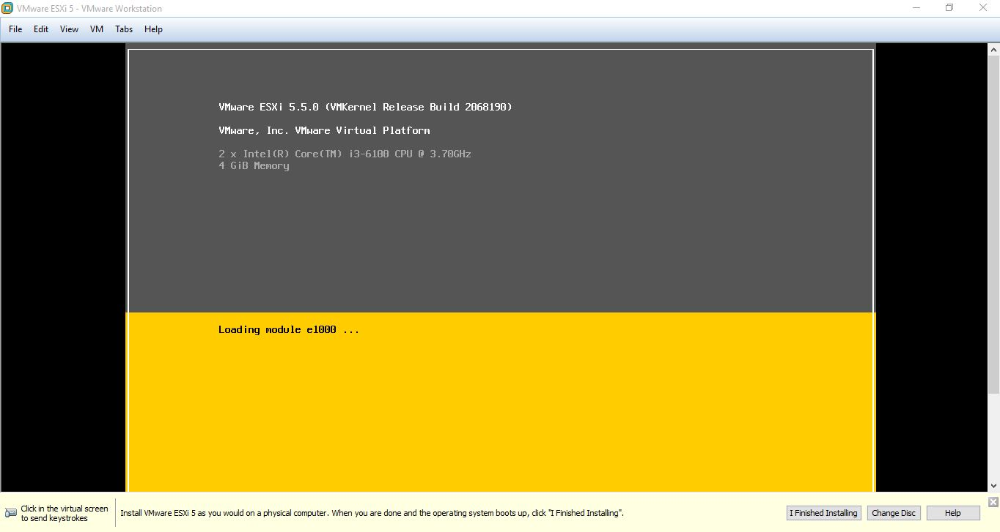 VMware ESXi 5 - VMware Workstation
File Edit View VM Tabs Help
VMware ESXi 5.5.0 (VMKernel Release Build 2068190)
VMware, Inc. VMware Virtual Platform
2 x Intel(R) Core(TM) i3-6100 CPU @ 3.70GHz
4 GiB Memory
Loading module e1000 ...
Click in the virtual screen
to send keystrokes
Install VMware ESXi 5 as you would on a physical computer. When you are done and the operating system boots up, click "I Finished Installing".
I Finished Installing
Change Disc
Help